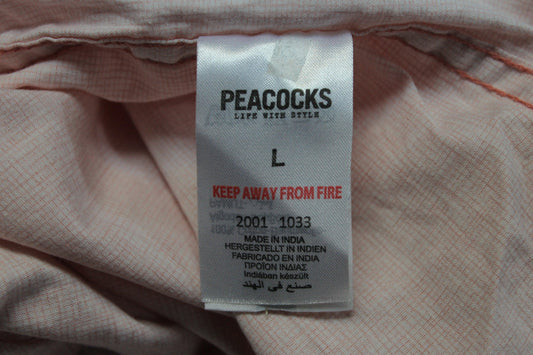 PEACOCKS
LIFE WITH STYLE
L
KEEP AWAY FROM FIRE
2001 - 1033
MADE IN INDIA
HERGESTELLT IN INDIEN
FABRICADO EN INDIA
ΠΡΟΪΟΝ ΙΝΔΙΑΣ
Indiában készült
صنع في الهند